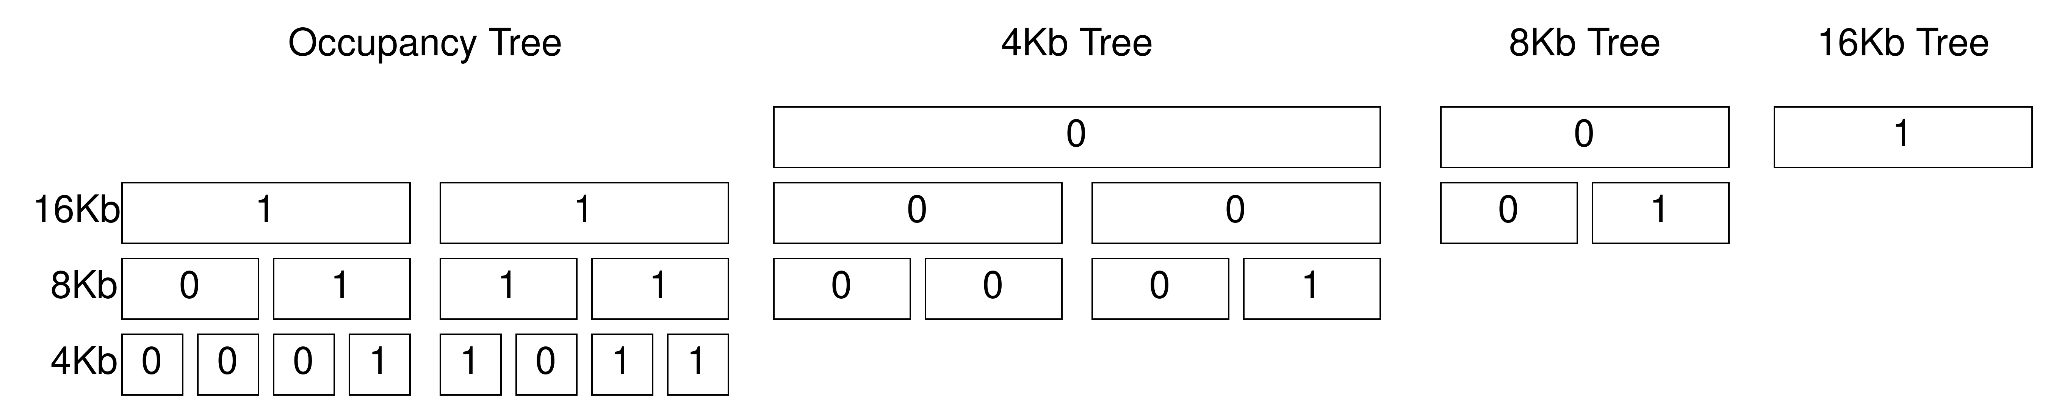 Occupancy Tree 4Kb Tree 8Kb Tree 16Kb Tree
0 0 1
16Kb 1 1 0 0 0 1
8Kb 0 1 1 1 0 0 0 1
4Kb 0 0 0 1 1 0 1 1